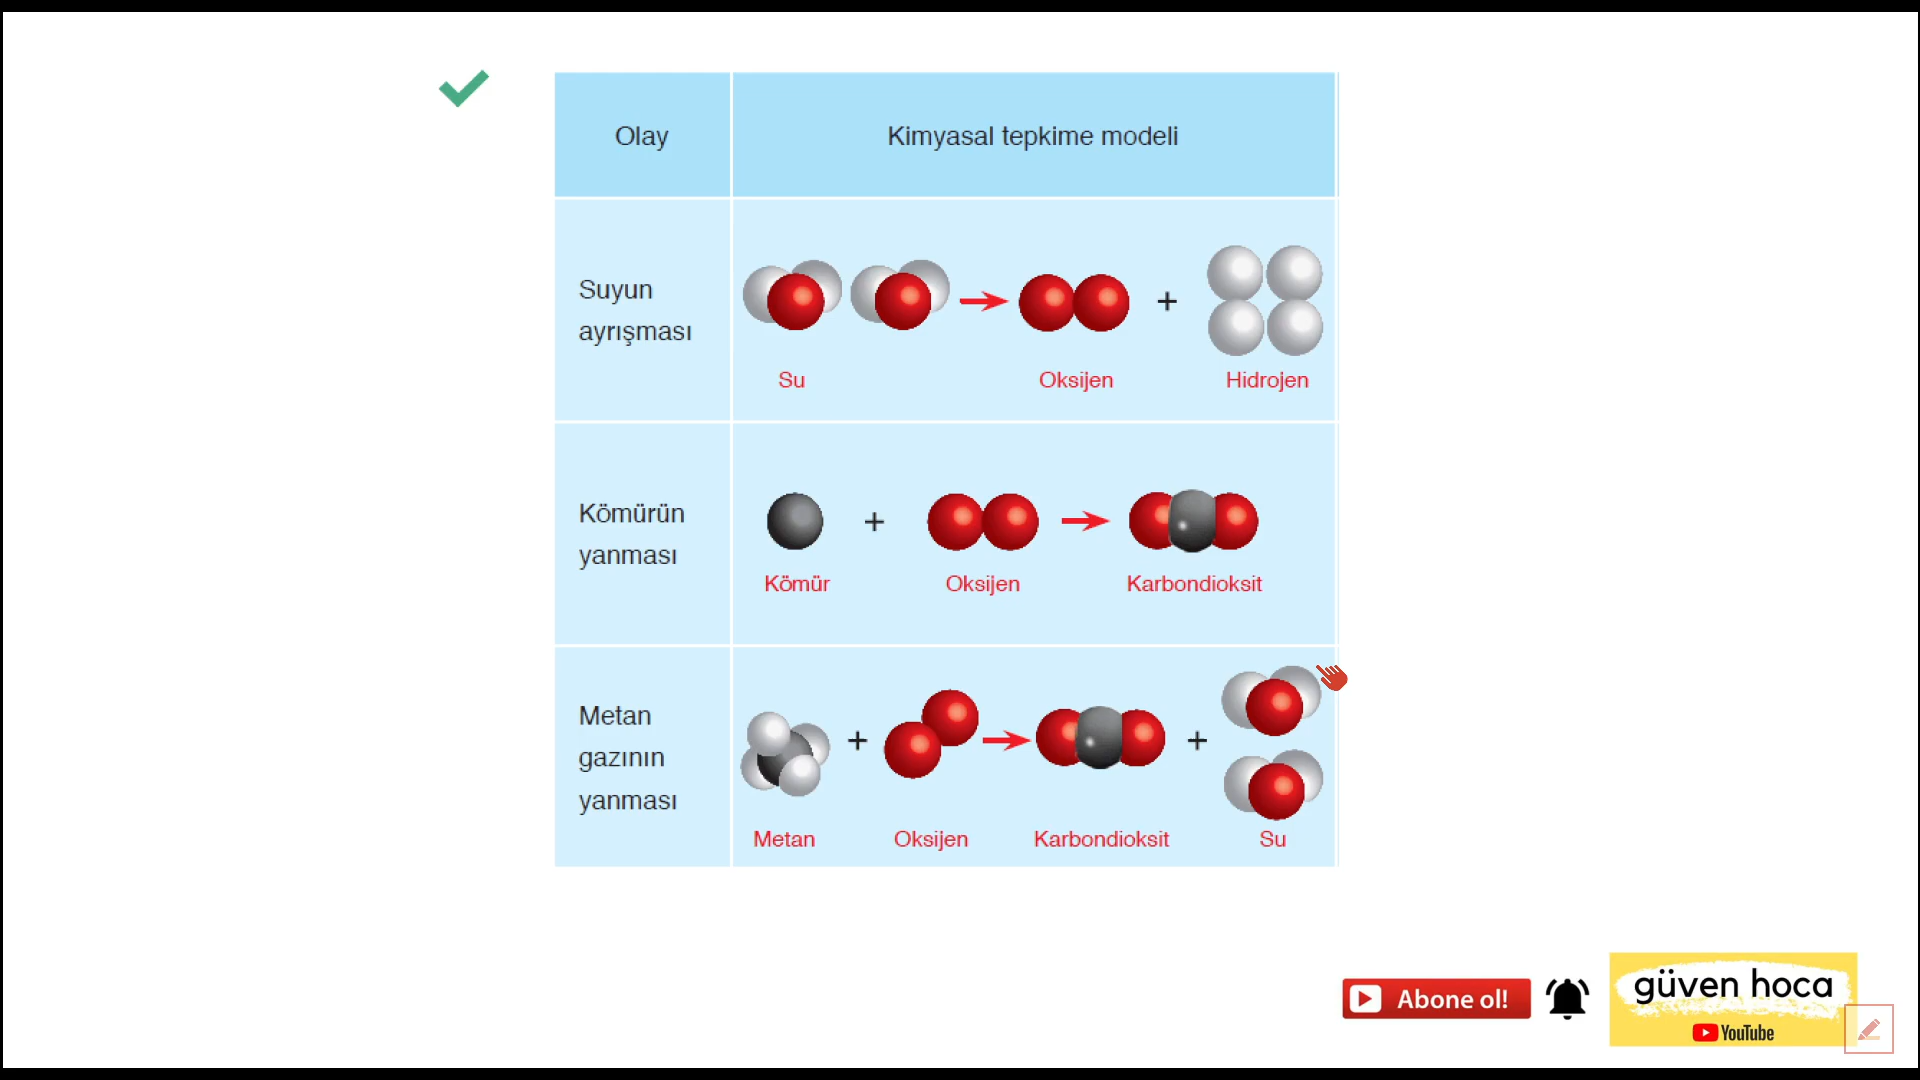 Olay
Kimyasal tepkime modeli
Suyun
ayrışması
+
Su
Oksijen
Hidrojen
Kömürün
yanması
+
Kömür
Oksijen
Karbondioksit
Metan
gazının
yanması
+
+
Metan
Oksijen
Karbondioksit
Su
Abone ol!
güven hoca
YouTube